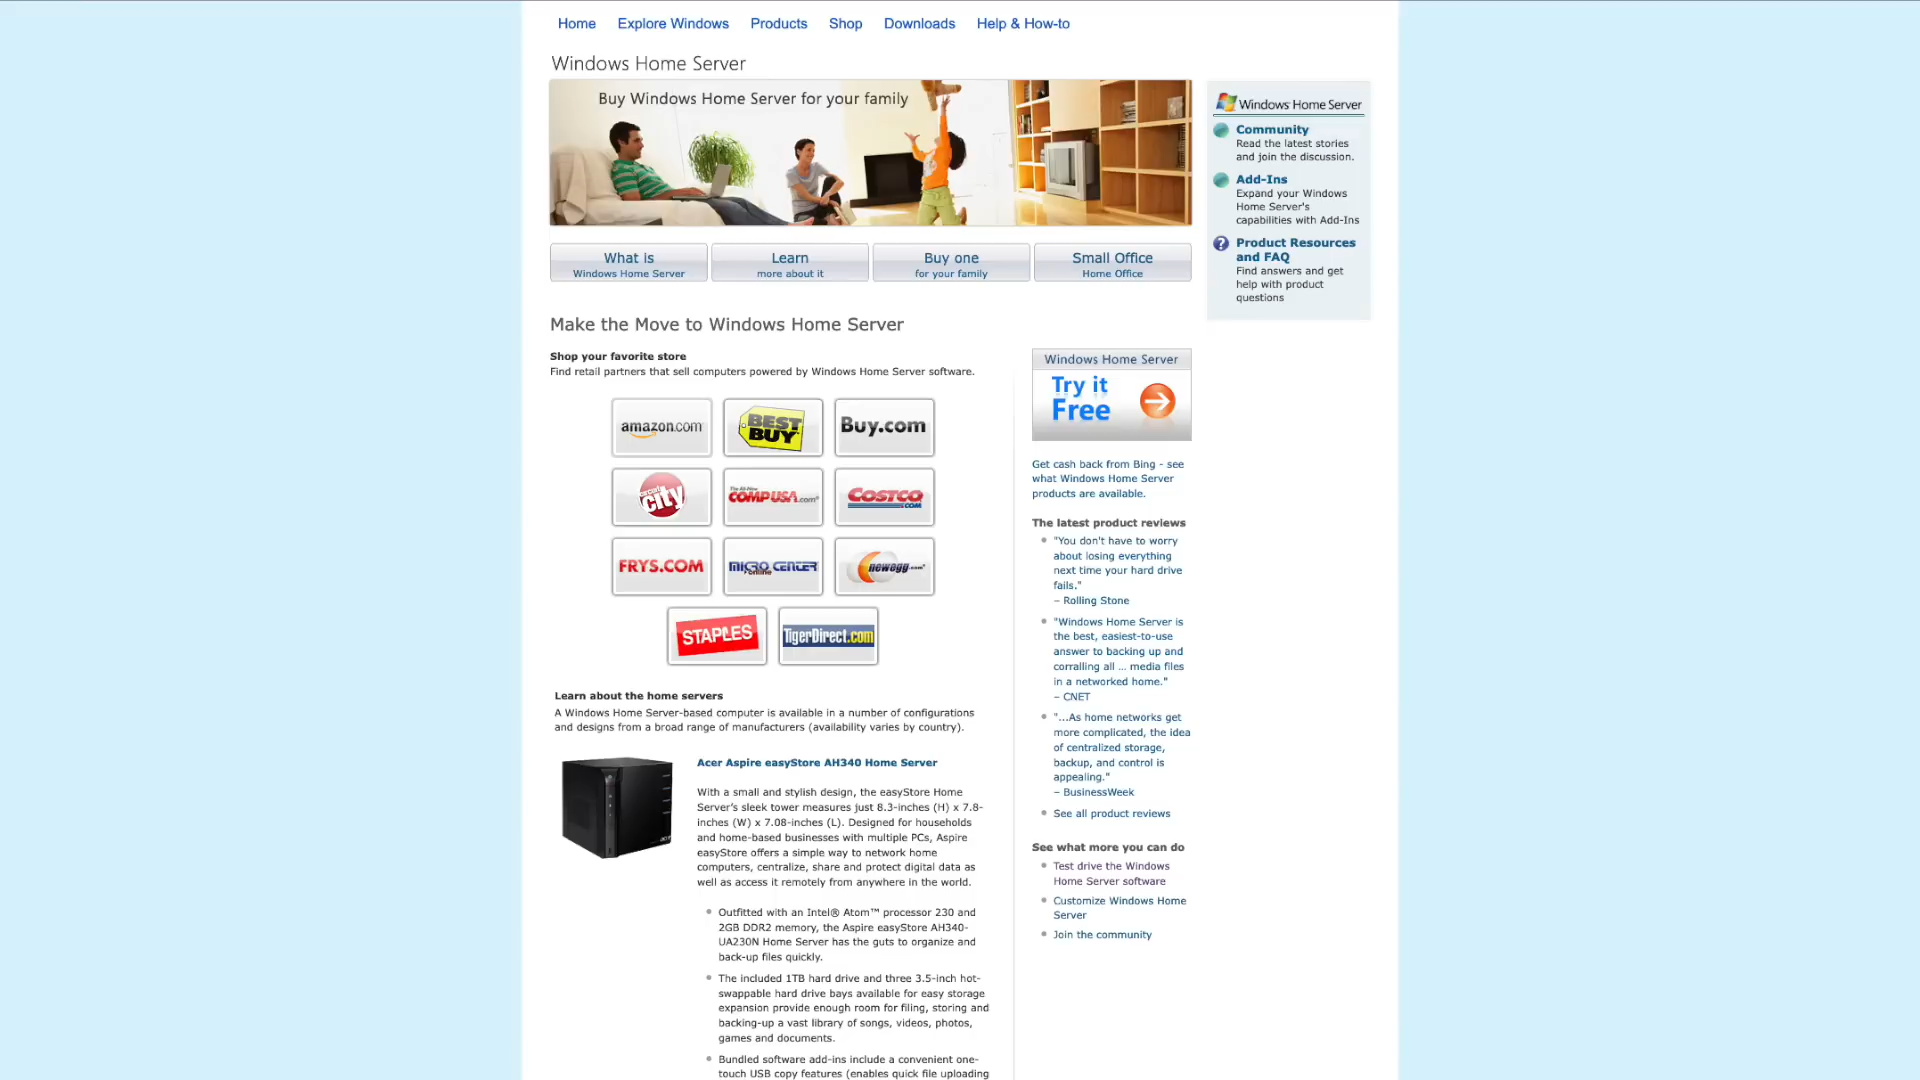 Home Explore Windows Products Shop Downloads Help & How-to
Windows Home Server
Buy Windows Home Server for your family
What is
Windows Home Server
Learn
more about it
Buy one
for your family
Small Office
Home Office
Windows Home Server
Community
Read the latest stories
and join the discussion.
Add-Ins
Expand your Windows
Home Server's
capabilities with Add-Ins
?
Product Resources
and FAQ
Find answers and get
help with product
questions
Make the Move to Windows Home Server
Shop your favorite store
Find retail partners that sell computers powered by Windows Home Server software.
amazon.com
BEST
BUY
Buy.com
circuit
city
The All-New
COMPUSA.com
COSTCO
.COM
FRYS.COM
MICRO CENTER
online
newegg.com
STAPLES
TigerDirect.com
Learn about the home servers
A Windows Home Server-based computer is available in a number of configurations
and designs from a broad range of manufacturers (availability varies by country).
Acer Aspire easyStore AH340 Home Server
With a small and stylish design, the easyStore Home
Server's sleek tower measures just 8.3-inches (H) x 7.8-
inches (W) x 7.08-inches (L). Designed for households
and home-based businesses with multiple PCs, Aspire
easyStore offers a simple way to network home
computers, centralize, share and protect digital data as
well as access it remotely from anywhere in the world.
Outfitted with an Intel® Atom™ processor 230 and
2GB DDR2 memory, the Aspire easyStore AH340-
UA230N Home Server has the guts to organize and
back-up files quickly.
The included 1TB hard drive and three 3.5-inch hot-
swappable hard drive bays available for easy storage
expansion provide enough room for filing, storing and
backing-up a vast library of songs, videos, photos,
games and documents.
Bundled software add-ins include a convenient one-
touch USB copy features (enables quick file uploading
Windows Home Server
Try it
Free
Get cash back from Bing - see
what Windows Home Server
products are available.
The latest product reviews
"You don't have to worry
about losing everything
next time your hard drive
fails."
– Rolling Stone
"Windows Home Server is
the best, easiest-to-use
answer to backing up and
corralling all ... media files
in a networked home."
– CNET
"...As home networks get
more complicated, the idea
of centralized storage,
backup, and control is
appealing."
– BusinessWeek
See all product reviews
See what more you can do
Test drive the Windows
Home Server software
Customize Windows Home
Server
Join the community